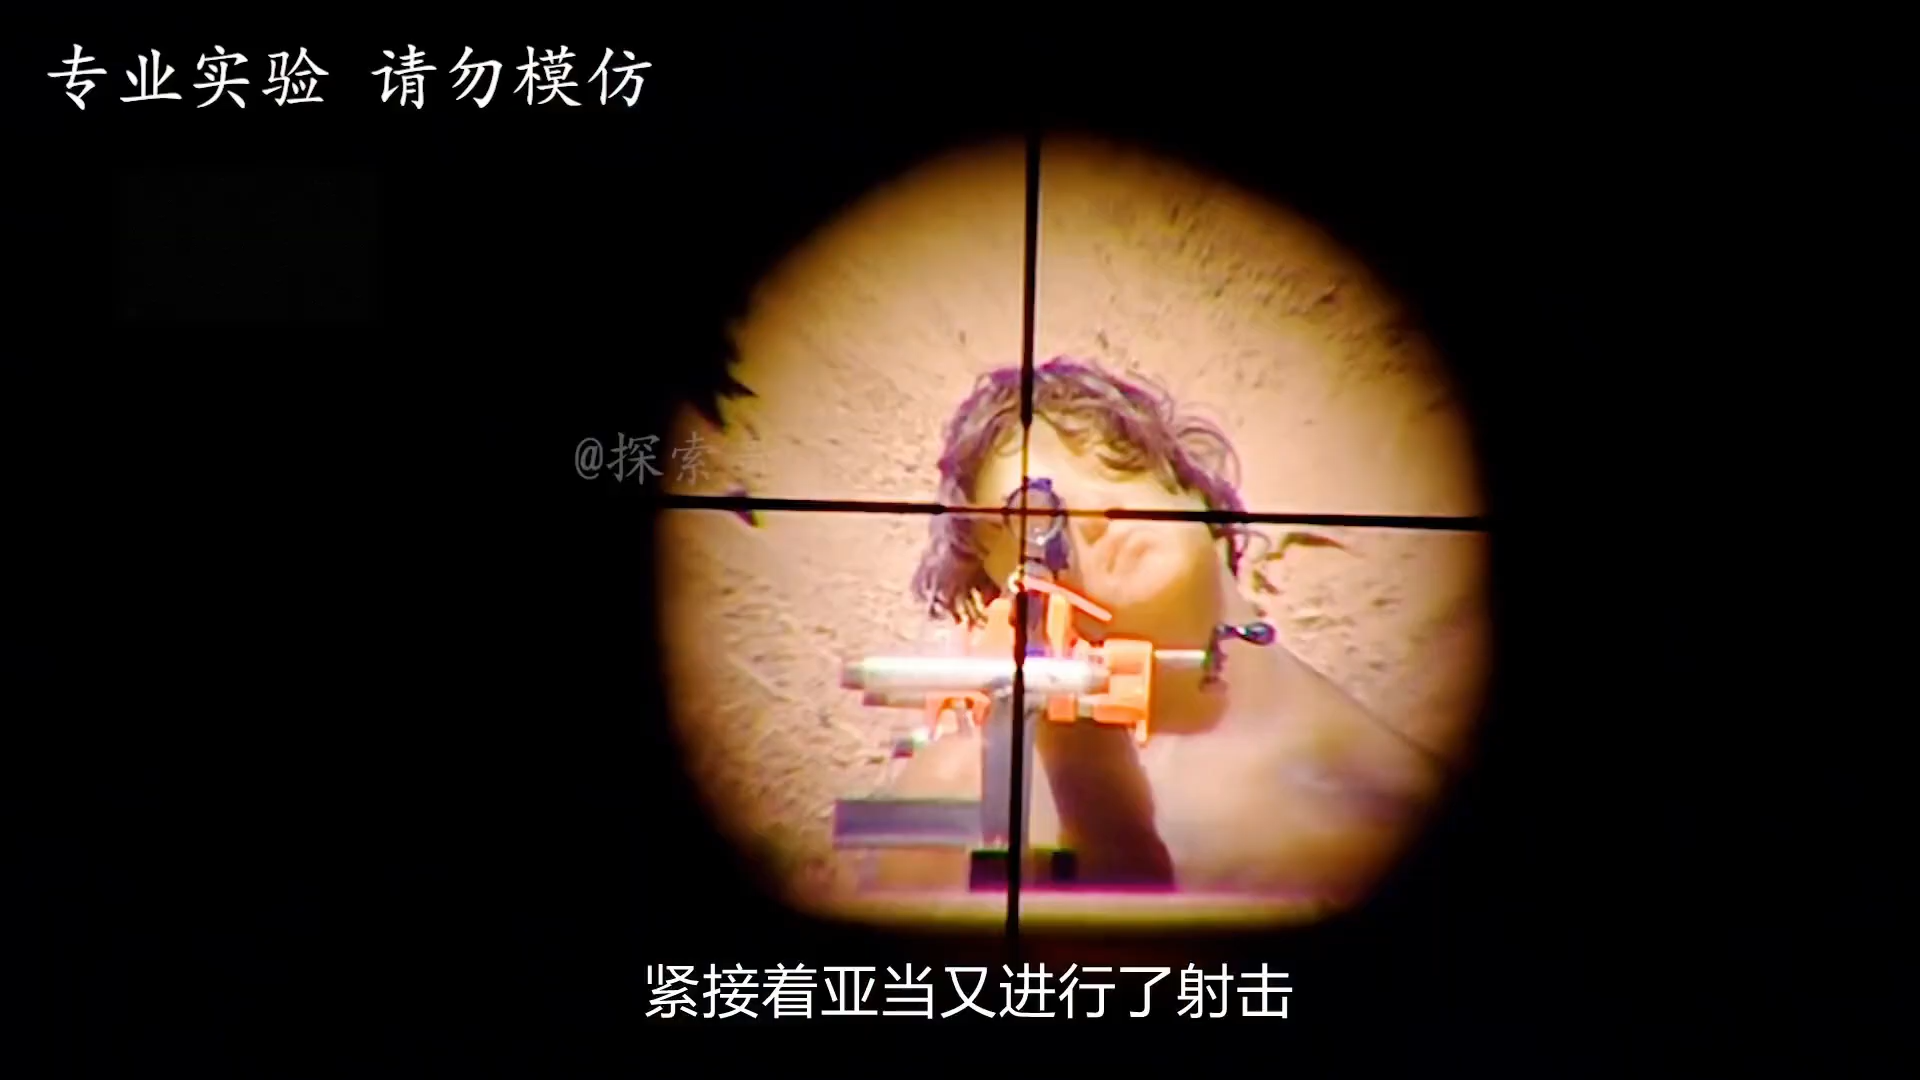 专业实验 请勿模仿
@探索
紧接着亚当又进行了射击